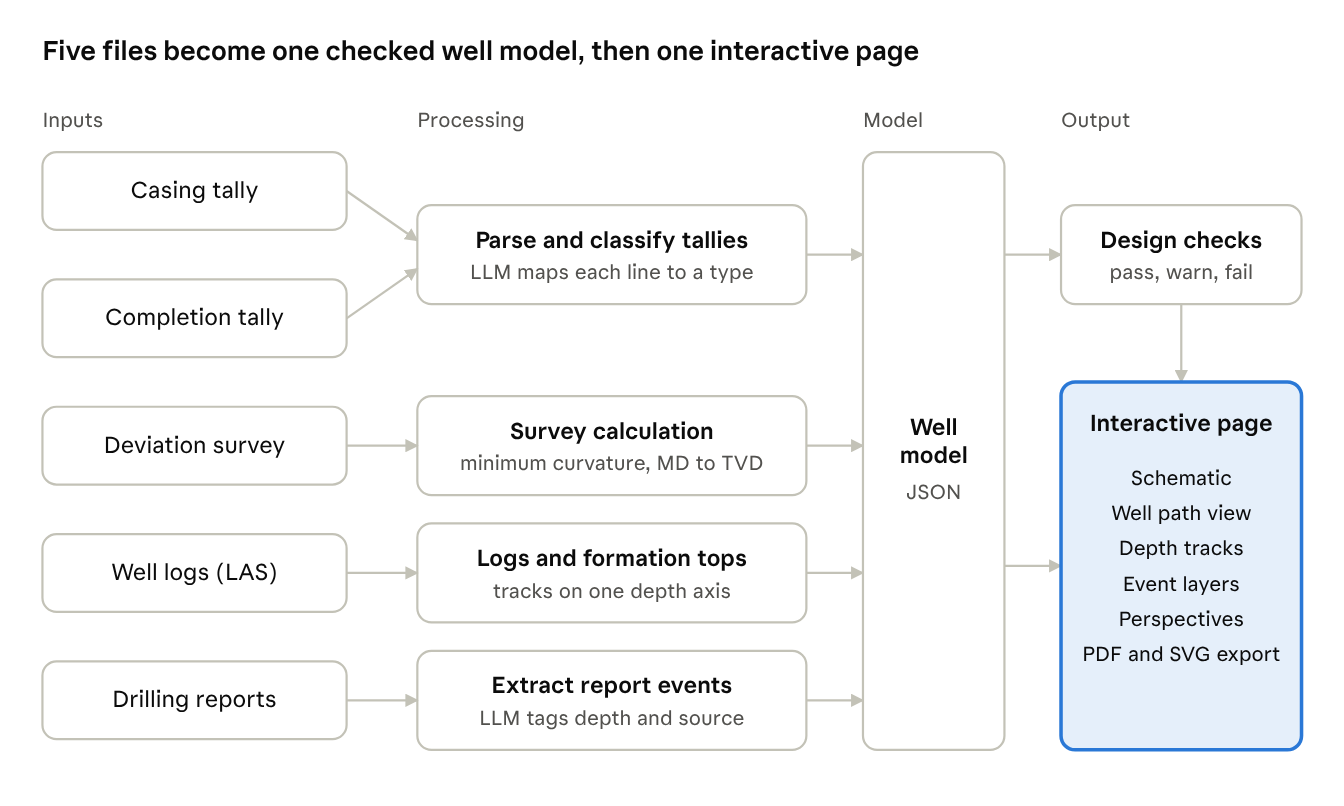 Five files become one checked well model, then one interactive page
Inputs
Processing
Model
Output
Casing tally
Completion tally
Deviation survey
Well logs (LAS)
Drilling reports
Parse and classify tallies
LLM maps each line to a type
Survey calculation
minimum curvature, MD to TVD
Logs and formation tops
tracks on one depth axis
Extract report events
LLM tags depth and source
Well
model
JSON
Design checks
pass, warn, fail
Interactive page
Schematic
Well path view
Depth tracks
Event layers
Perspectives
PDF and SVG export